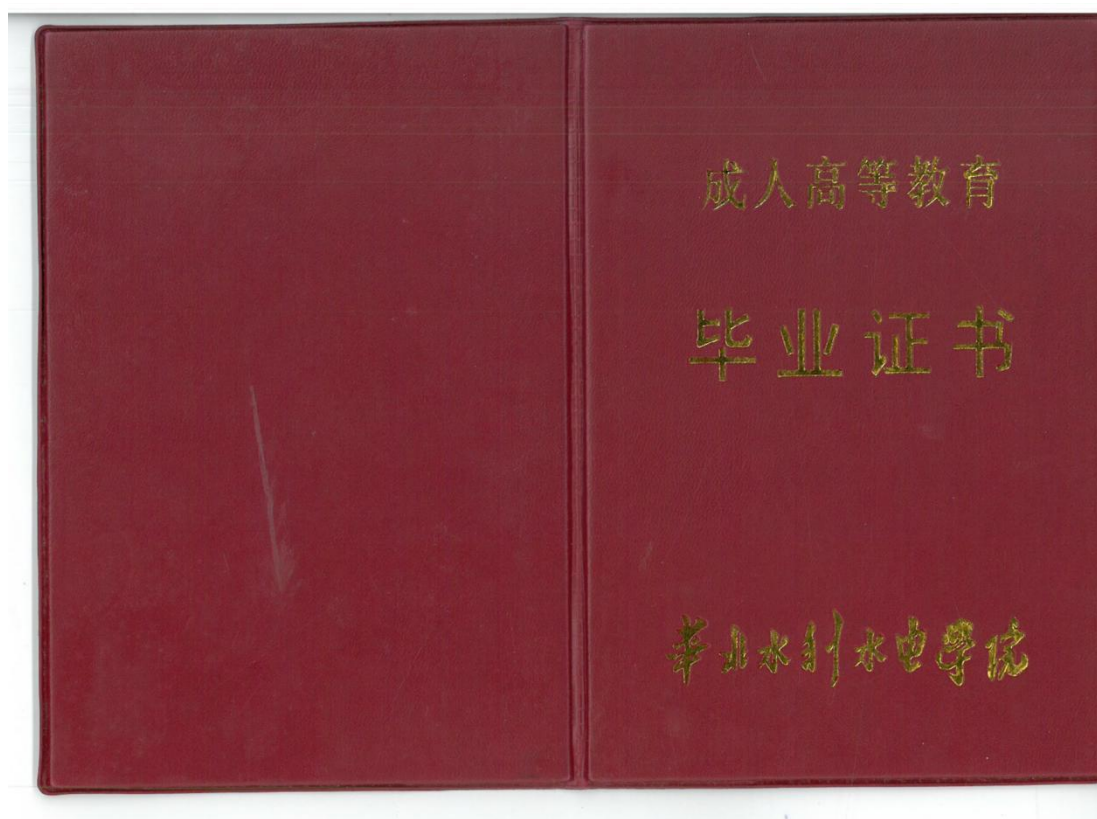 成人高等教育
毕业证书
华北水利水电学院